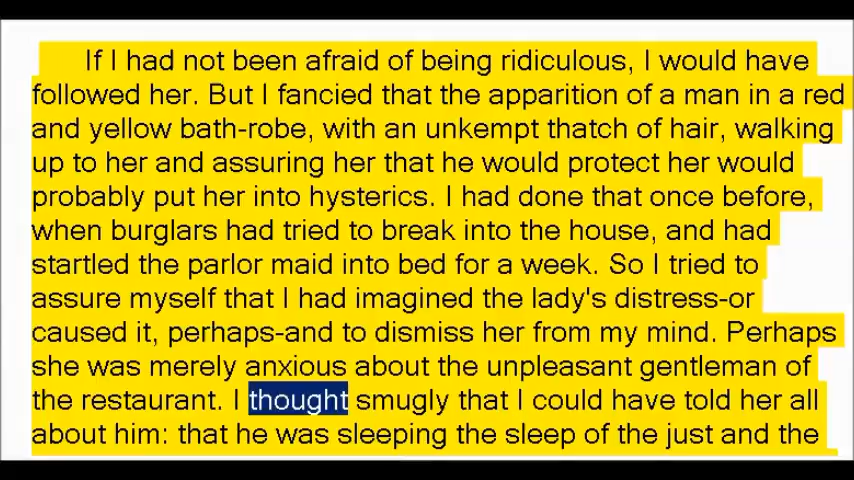 If I had not been afraid of being ridiculous, I would have
followed her. But I fancied that the apparition of a man in a red
and yellow bath-robe, with an unkempt thatch of hair, walking
up to her and assuring her that he would protect her would
probably put her into hysterics. I had done that once before,
when burglars had tried to break into the house, and had
startled the parlor maid into bed for a week. So I tried to
assure myself that I had imagined the lady's distress-or
caused it, perhaps-and to dismiss her from my mind. Perhaps
she was merely anxious about the unpleasant gentleman of
the restaurant. I thought smugly that I could have told her all
about him: that he was sleeping the sleep of the just and the